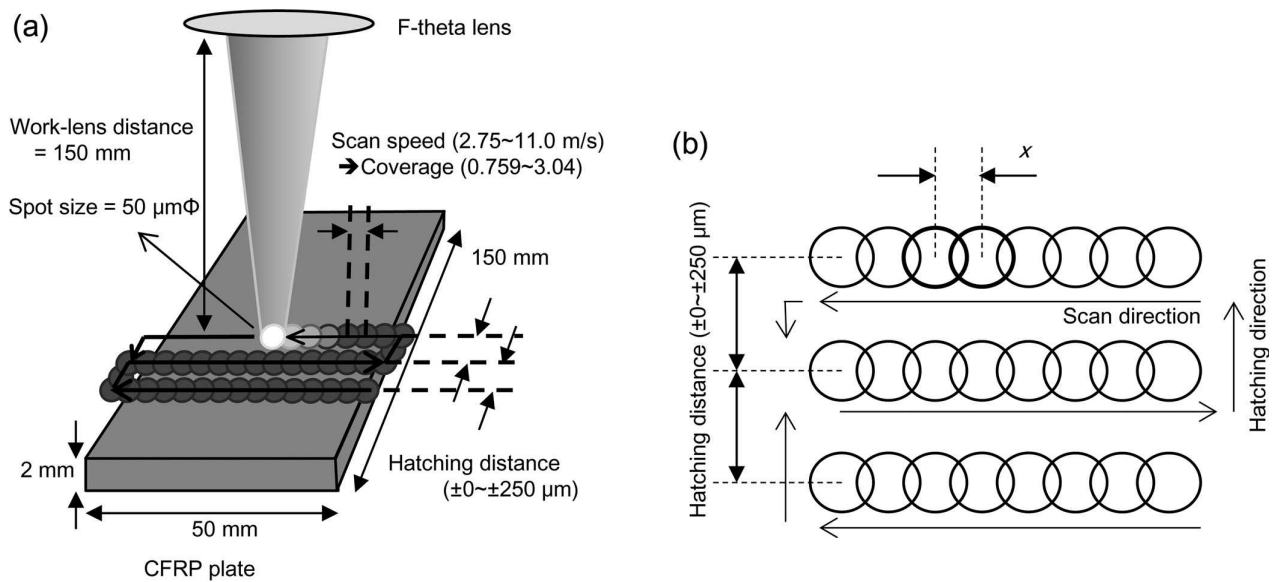 (a)
F-theta lens
Work-lens distance
= 150 mm
Scan speed (2.75~11.0 m/s)
➔Coverage (0.759~3.04)
Spot size = 50 µmΦ
150 mm
2 mm
Hatching distance
(±0~±250 µm)
50 mm
CFRP plate
(b)
x
Hatching distance (±0~±250 µm)
Scan direction
Hatching direction